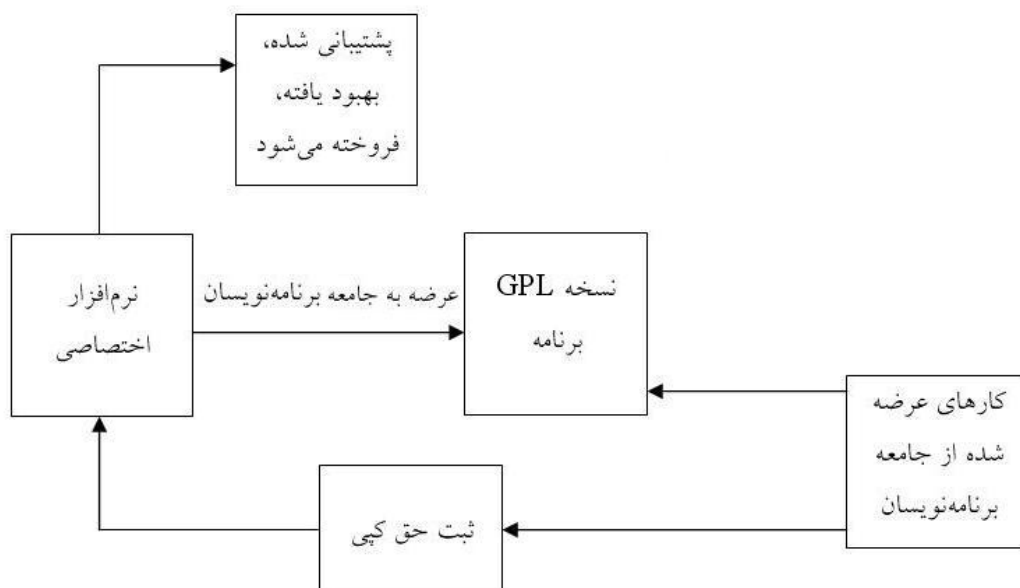 پشتیبانی شده،
بهبود یافته،
فروخته می‌شود
نرم‌افزار
اختصاصی
عرضه به جامعه برنامه‌نویسان
نسخه GPL
برنامه
کارهای عرضه
شده از جامعه
برنامه‌نویسان
ثبت حق کپی